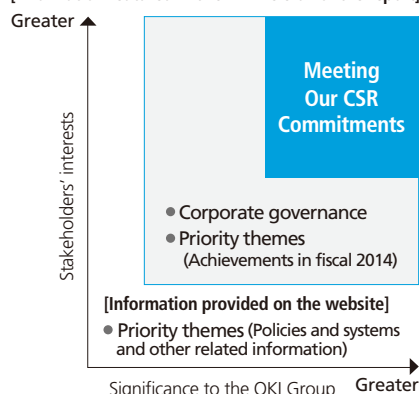 Greater
Meeting
Our CSR
Commitments
Stakeholders' interests
● Corporate governance
● Priority themes
(Achievements in fiscal 2014)
[Information provided on the website]
● Priority themes (Policies and systems
and other related information)
Significance to the OKI Group Greater